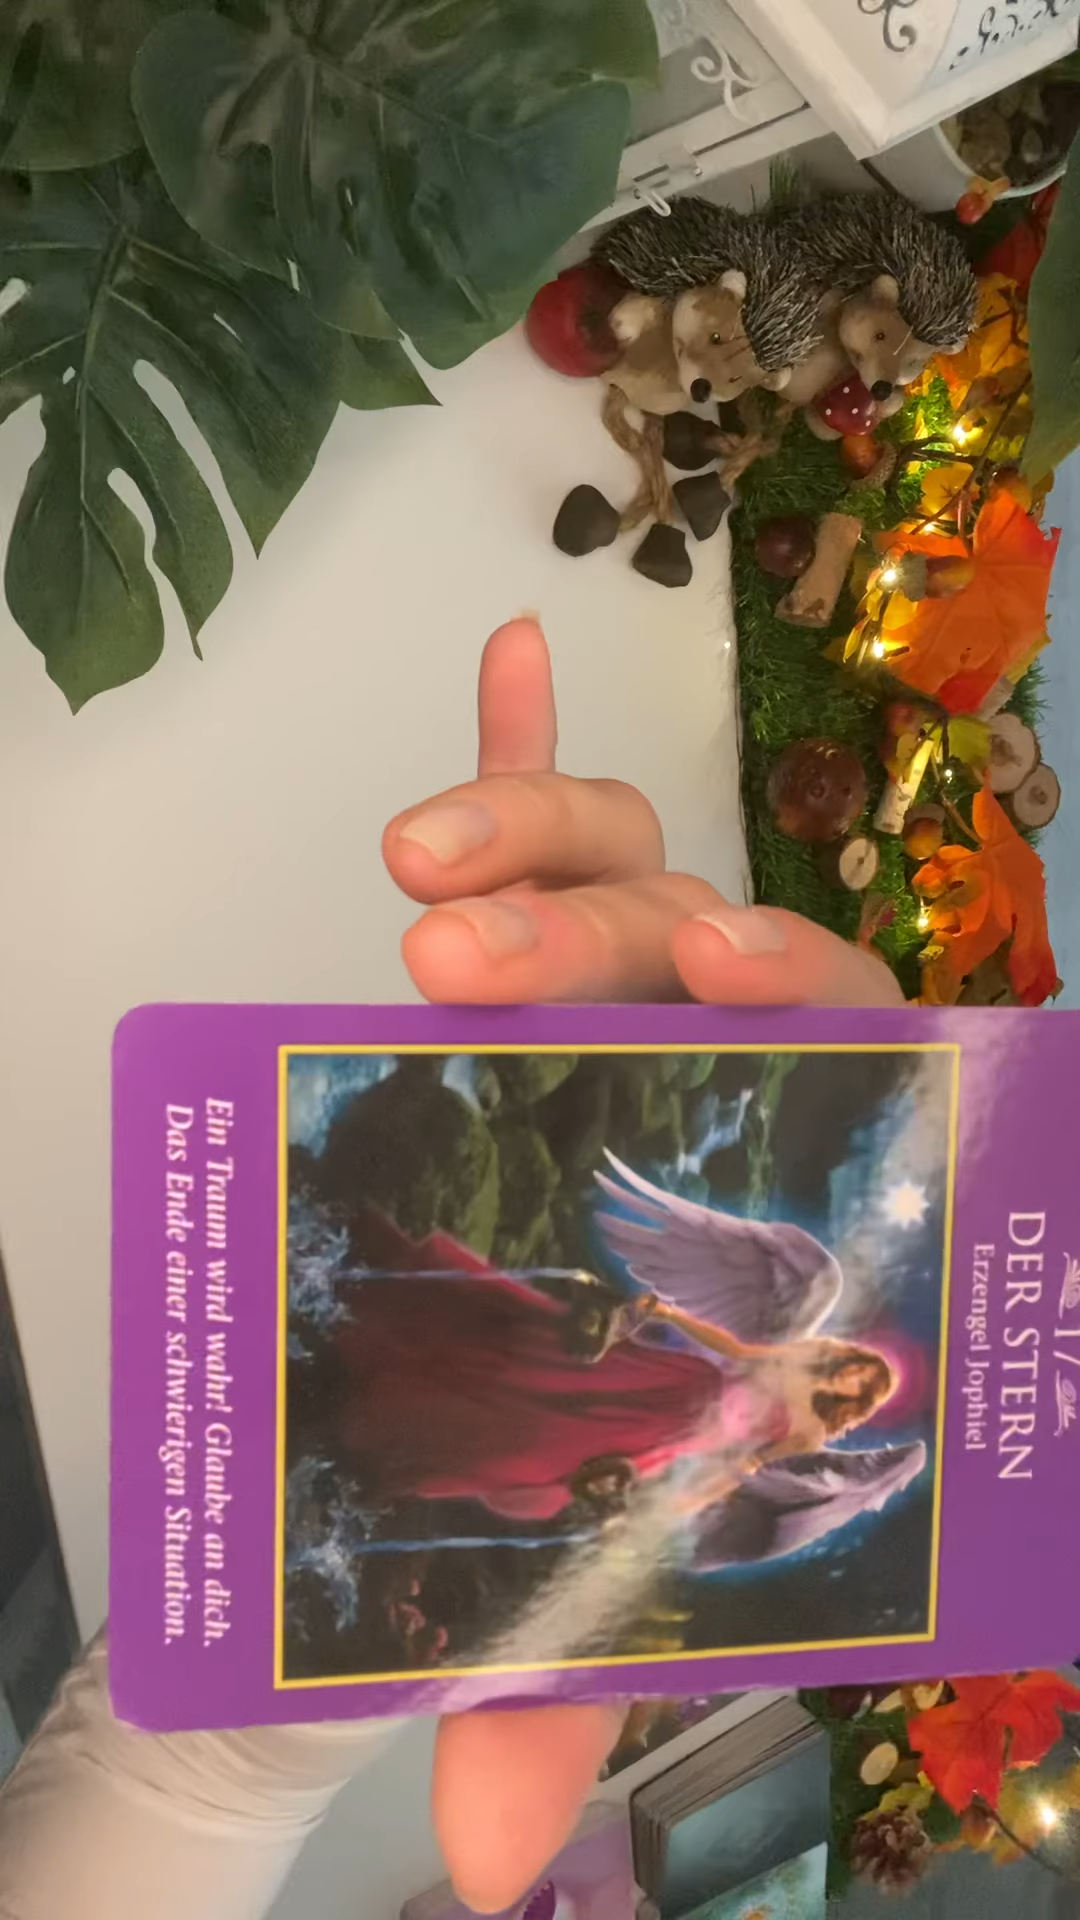 17
DER STERN
Erzengel Jophiel
Ein Traum wird wahr! Glaube an dich.
Das Ende einer schwierigen Situation.